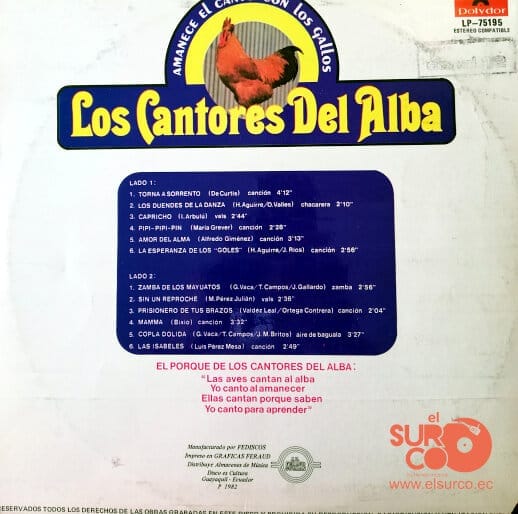 AMANECE EL CANTO CON LOS GALLOS
Polydor
LP-75195
ESTEREO COMPATIBLE
Los Cantores Del Alba
LADO 1:
1. TORNA A SORRENTO (De Curtis) canción 4'12"
2. LOS DUENDES DE LA DANZA (H.Aguirre/D.Valles) chacarera 2'10"
3. CAPRICHO (I.Arbulú) vals 2'44"
4. PIPI-PIPI-PIN (María Grever) canción 2'28"
5. AMOR DEL ALMA (Alfredo Giménez) canción 3'13"
6. LA ESPERANZA DE LOS "GOLES" (H.Aguirre/J.Ríos) canción 2'56"
LADO 2:
1. ZAMBA DE LOS MAYUATOS (G.Vaca/T.Campos/J.Gallardo) zamba 2'56"
2. SIN UN REPROCHE (M.Pérez Julián) vals 2'36"
3. PRISIONERO DE TUS BRAZOS (Valdéz Leal/Ortega Contrera) canción 2'04"
4. MAMMA (Bixio) canción 3'32"
5. COPLA DOLIDA (G.Vaca/T.Campos/J.M.Britos) aire de baguala 3'27"
6. LAS ISABELES (Luis Pérez Mesa) canción 2'49"
EL PORQUE DE LOS CANTORES DEL ALBA:
"Las aves cantan al alba
Yo canto al amanecer
Ellas cantan porque saben
Yo canto para aprender"
Manufacturado por FEDISCOS
Impreso en GRAFICAS FERAUD
Distribuye Almacenes de Música
Disco es Cultura
Guayaquil - Ecuador
P 1982
el
SURCO
www.elsurco.ec
RESERVADOS TODOS LOS DERECHOS DE LAS OBRAS GRABADAS EN ESTE DISCO